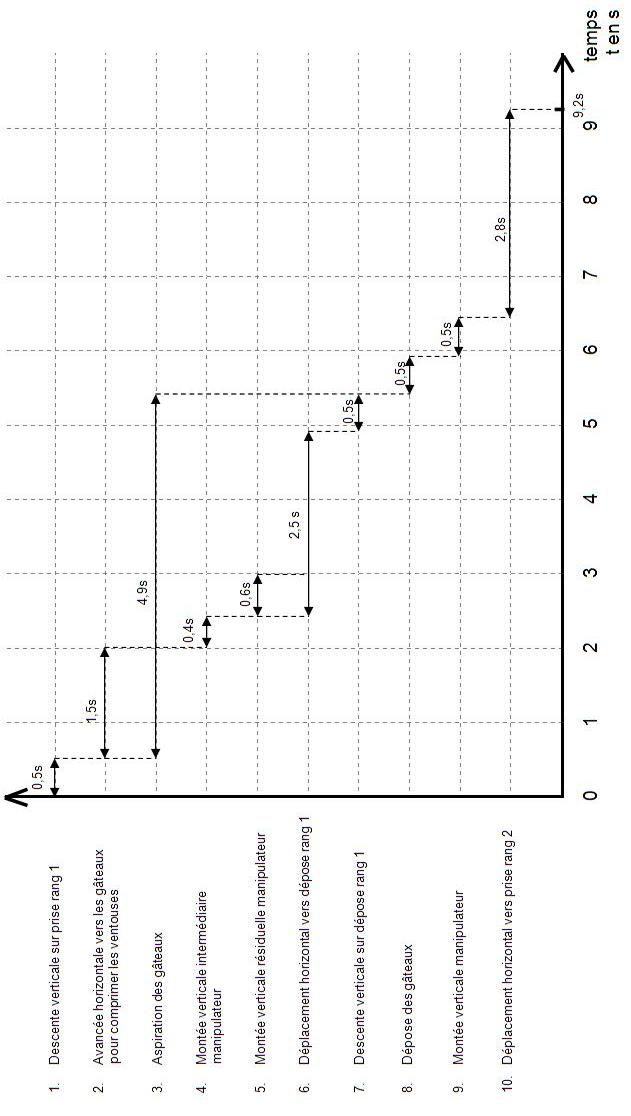 1. Descente verticale sur prise rang 1
2. Avancée horizontale vers les gâteaux
pour comprimer les ventouses
3. Aspiration des gâteaux
4. Montée verticale intermédiaire
manipulateur
5. Montée verticale résiduelle manipulateur
6. Déplacement horizontal vers dépose rang 1
7. Descente verticale sur dépose rang 1
8. Dépose des gâteaux
9. Montée verticale manipulateur
10. Déplacement horizontal vers prise rang 2
0,5s
1,5s
4,9s
0,4s
0,6s
2,5 s
0,5s
0,5s
0,5s
2,8s
9,2s
0 1 2 3 4 5 6 7 8 9
temps
t en s